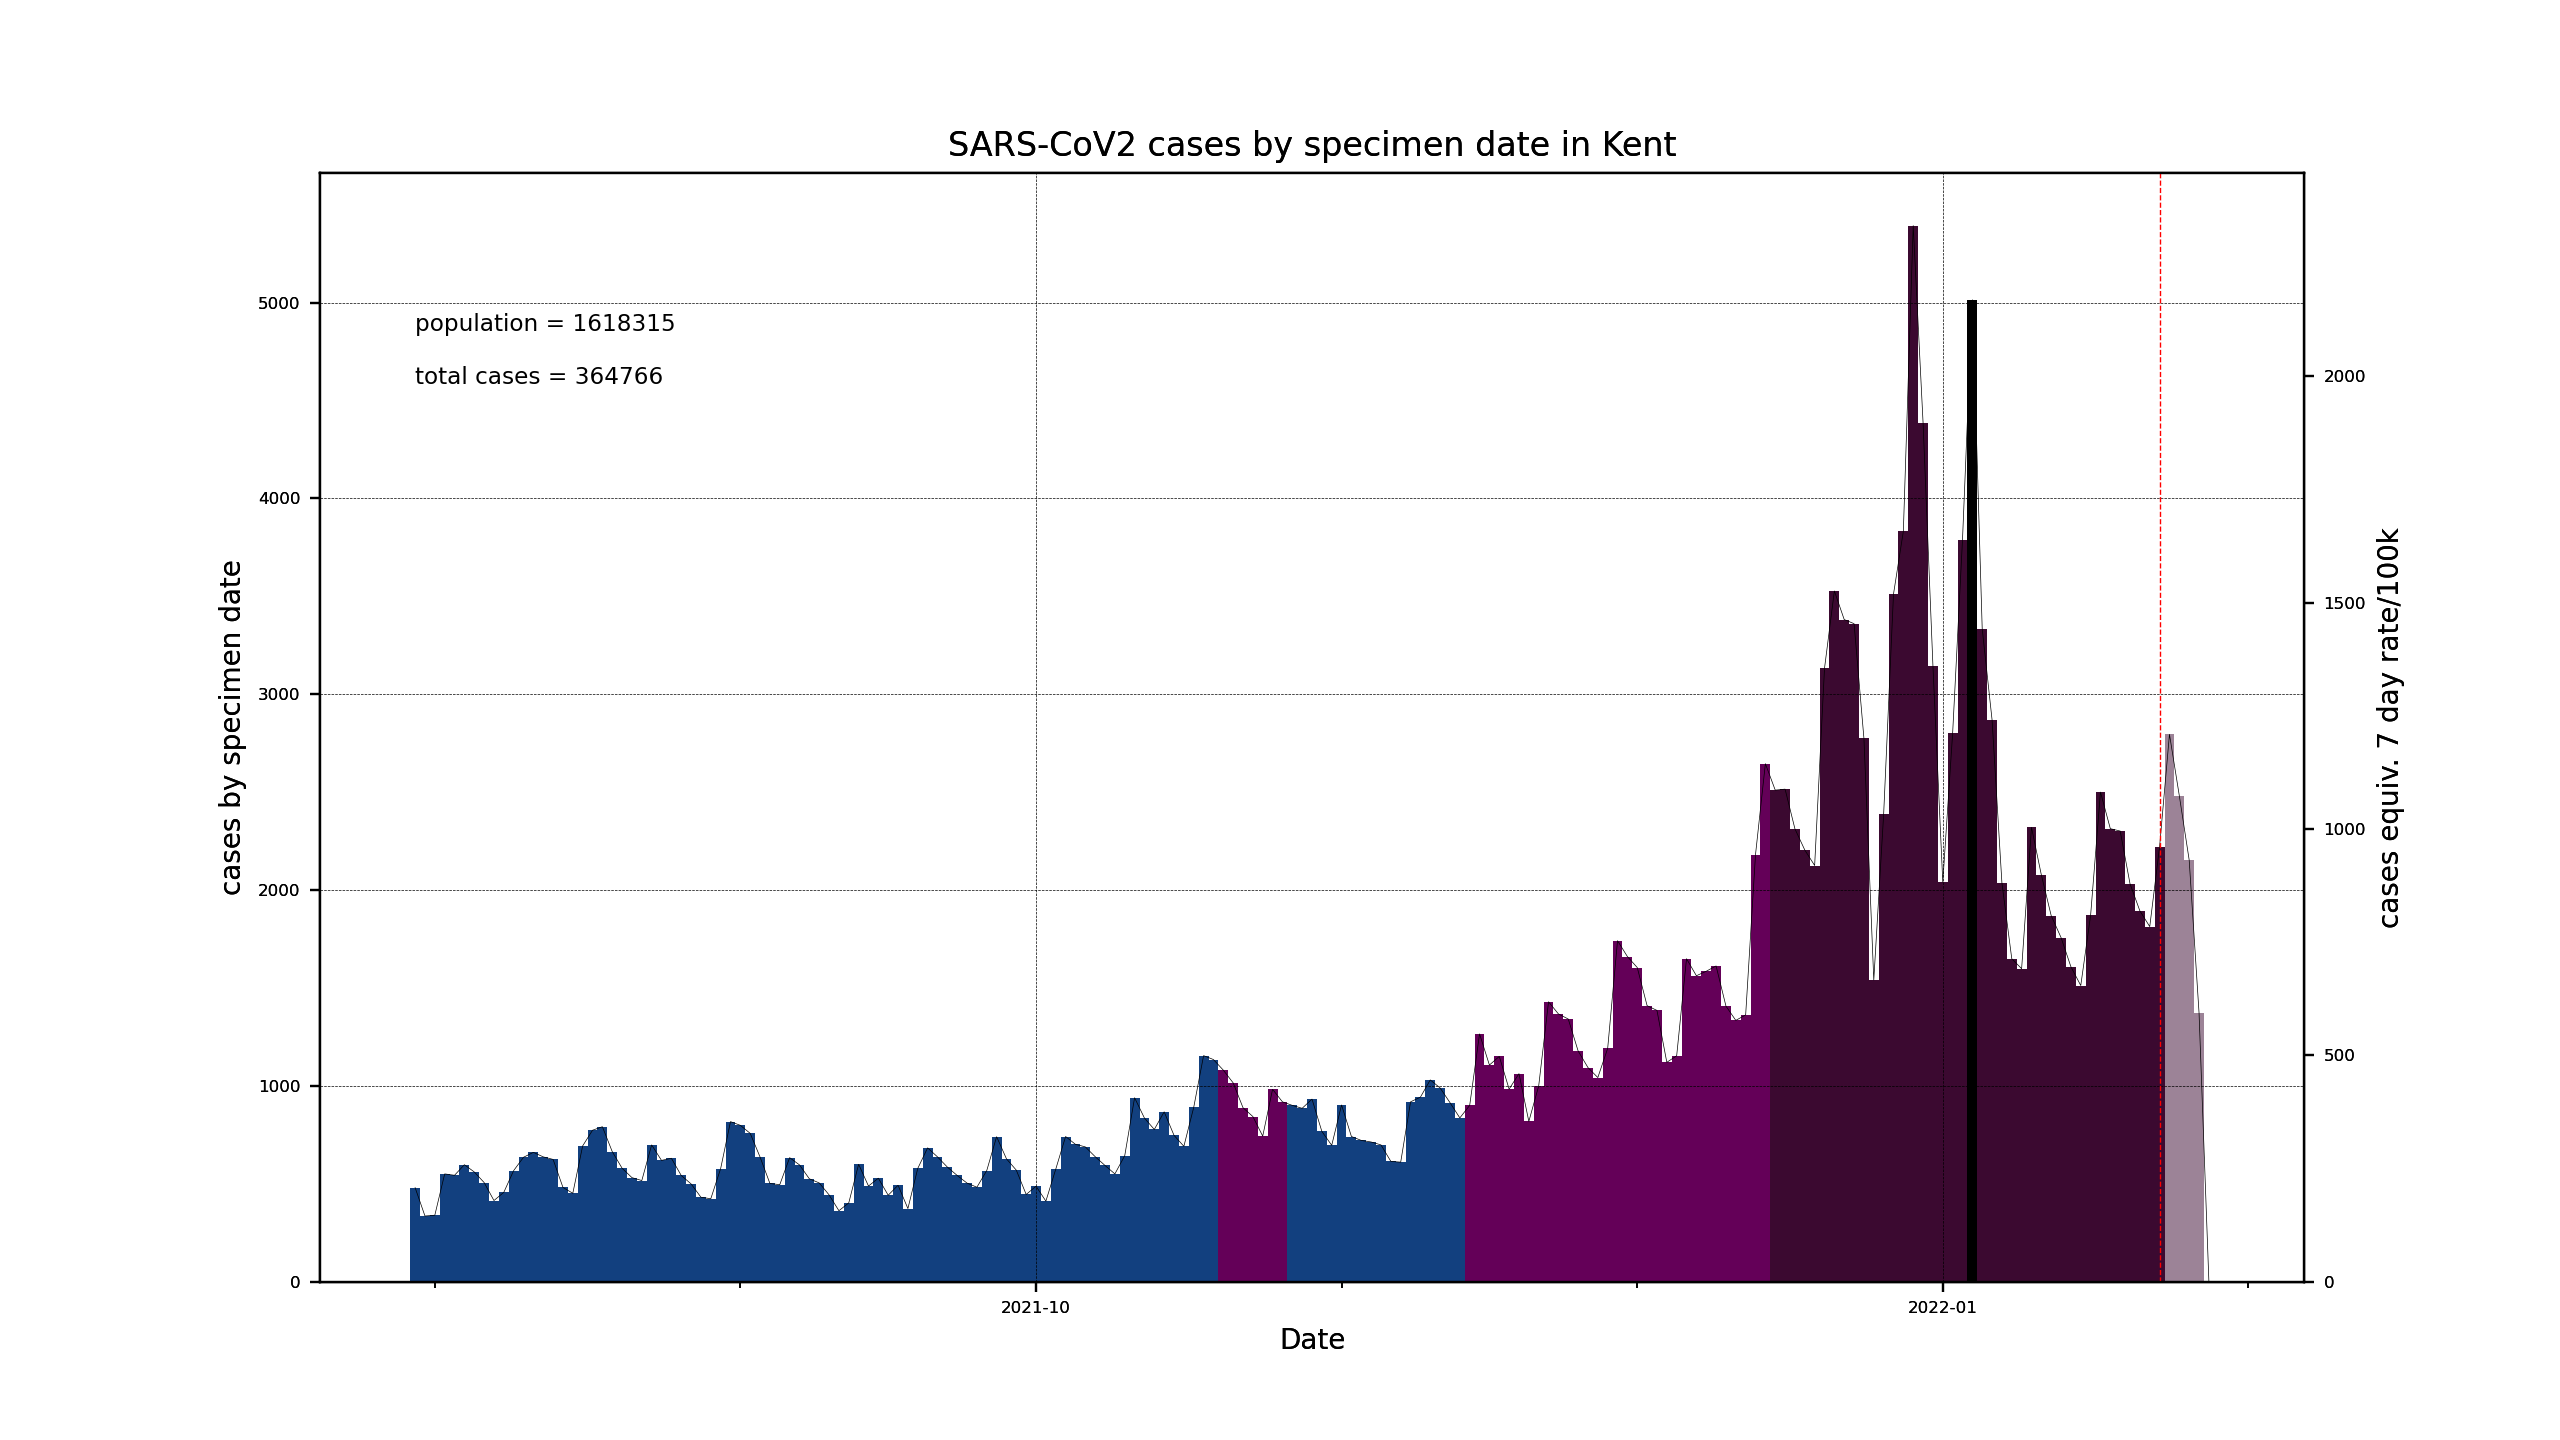 SARS-CoV2 cases by specimen date in Kent
population = 1618315
total cases = 364766
cases by specimen date
5000
4000
3000
2000
1000
0
2000
1500
1000
500
0
cases equiv. 7 day rate/100k
2021-10
2022-01
Date